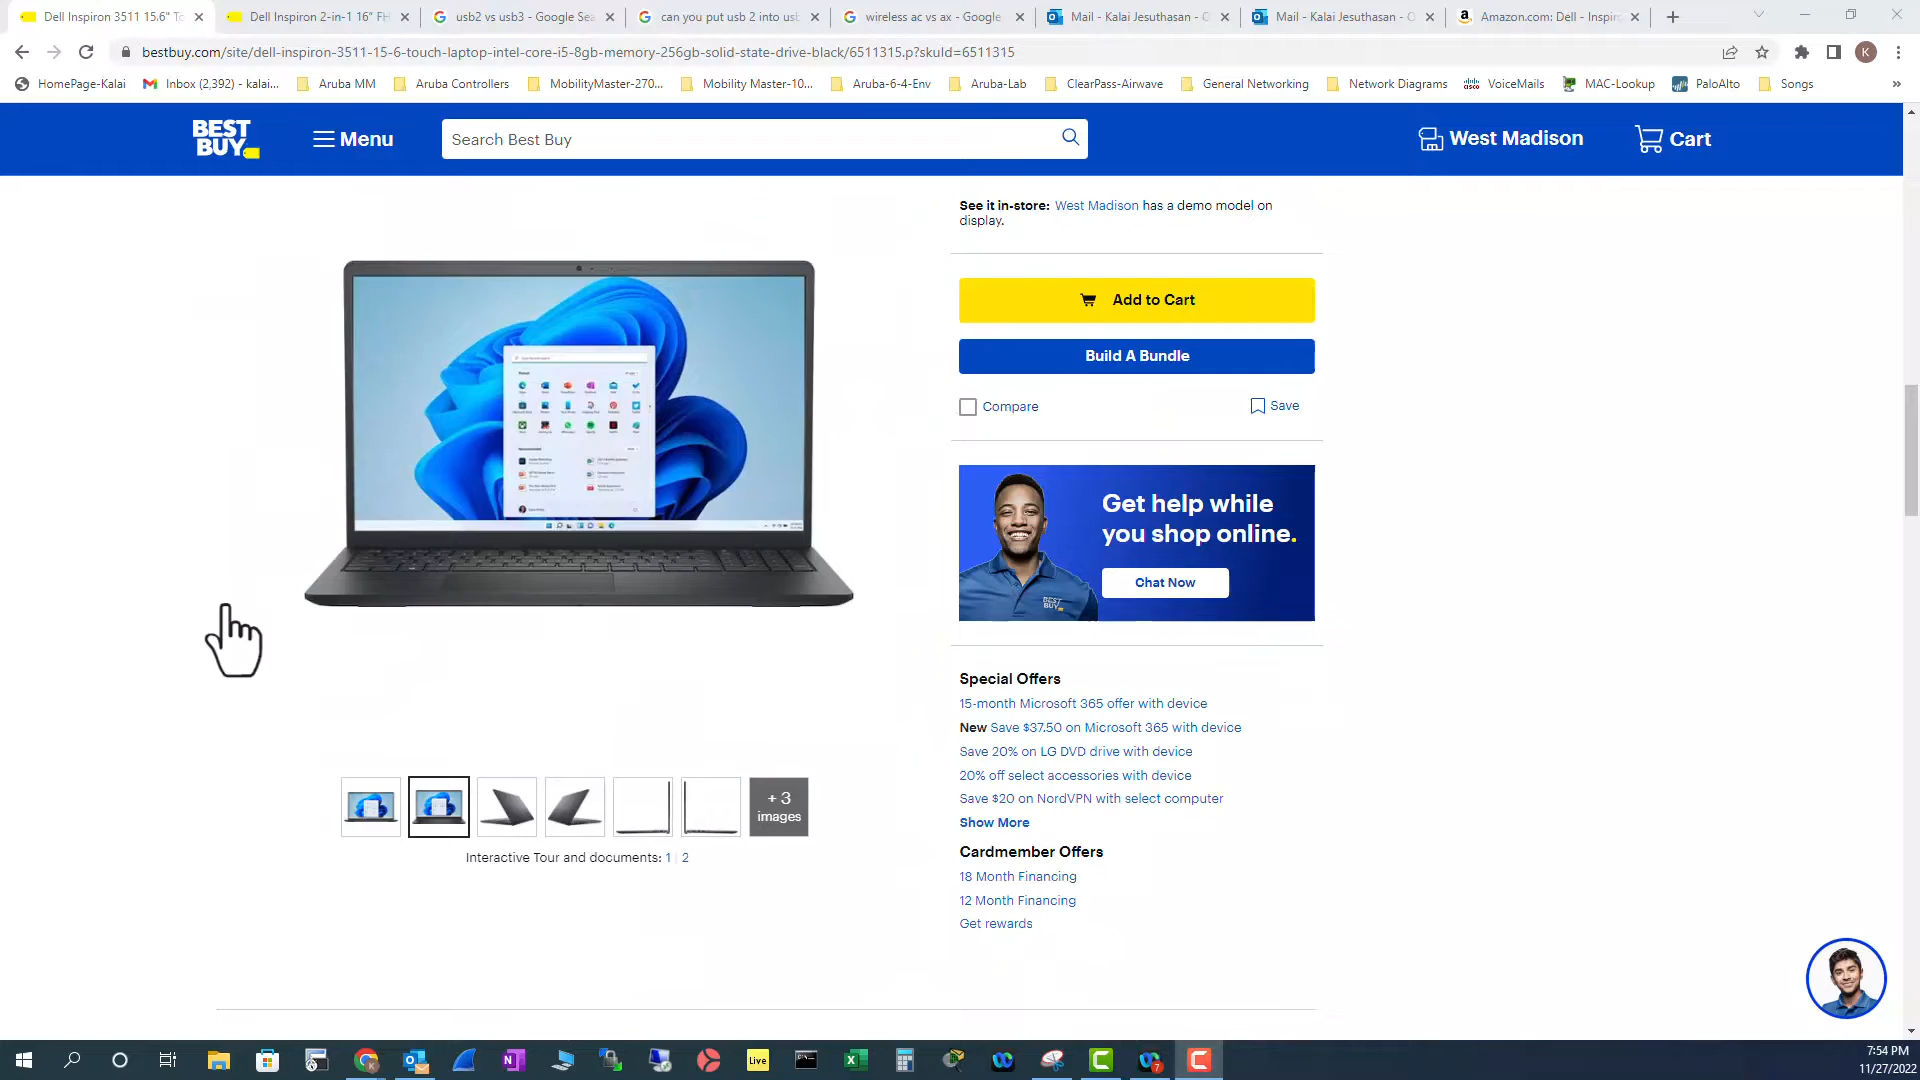 Dell Inspiron 3511 15.6" To
Dell Inspiron 2-in-1 16" FH
usb2 vs usb3 - Google Sea
can you put usb 2 into usb
wireless ac vs ax - Google
Mail - Kalai Jesuthasan - O
Mail - Kalai Jesuthasan - O
Amazon.com: Dell - Inspiro
bestbuy.com/site/dell-inspiron-3511-15-6-touch-laptop-intel-core-i5-8gb-memory-256gb-solid-state-drive-black/6511315.p?skuId=6511315
K
HomePage-Kalai
Inbox (2,392) - kalai...
Aruba MM
Aruba Controllers
MobilityMaster-270...
Mobility Master-10...
Aruba-6-4-Env
Aruba-Lab
ClearPass-Airwave
General Networking
Network Diagrams
VoiceMails
MAC-Lookup
PaloAlto
Songs
»
BEST
BUY
Menu
Search Best Buy
West Madison
Cart
See it in-store: West Madison has a demo model on
display.
Add to Cart
Build A Bundle
Compare
Save
Get help while
you shop online.
Chat Now
BEST
BUY
Special Offers
15-month Microsoft 365 offer with device
New Save $37.50 on Microsoft 365 with device
Save 20% on LG DVD drive with device
20% off select accessories with device
Save $20 on NordVPN with select computer
Show More
Cardmember Offers
18 Month Financing
12 Month Financing
Get rewards
+ 3
images
Interactive Tour and documents: 1 | 2
Live
7:54 PM
11/27/2022